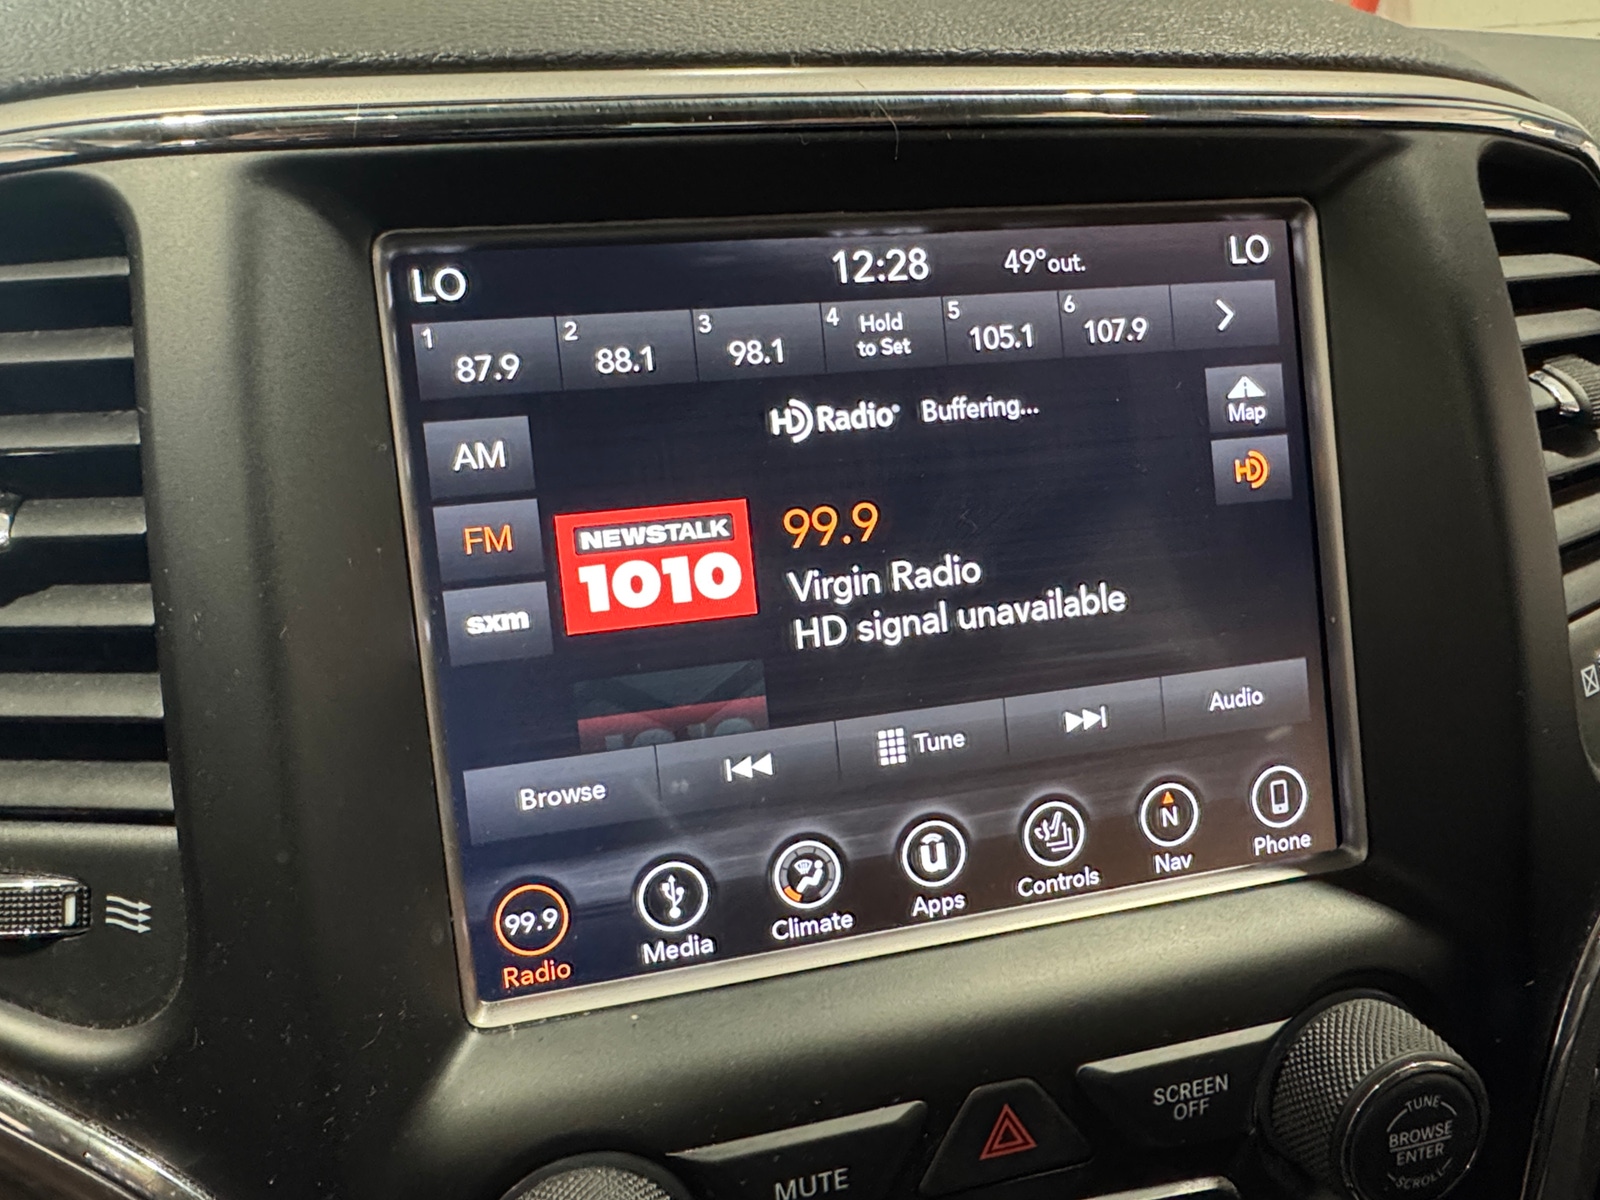 LO
12:28
49° out.
LO
1 87.9
2 88.1
3 98.1
4 Hold to Set
5 105.1
6 107.9
HD Radio® Buffering...
Map
AM
HD
FM
NEWSTALK
1010
99.9
Virgin Radio
HD signal unavailable
sxm
Browse
Tune
Audio
99.9
Radio
Media
Climate
u
Apps
Controls
N
Nav
Phone
MUTE
SCREEN
OFF
TUNE
BROWSE
ENTER
SCROLL